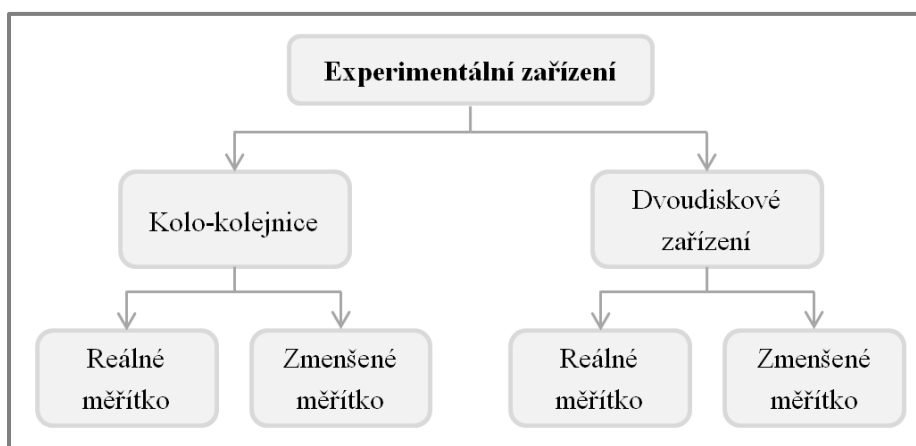 Experimentální zařízení
Kolo-kolejnice
Dvoudiskové
zařízení
Reálné
měřítko
Zmenšené
měřítko
Reálné
měřítko
Zmenšené
měřítko